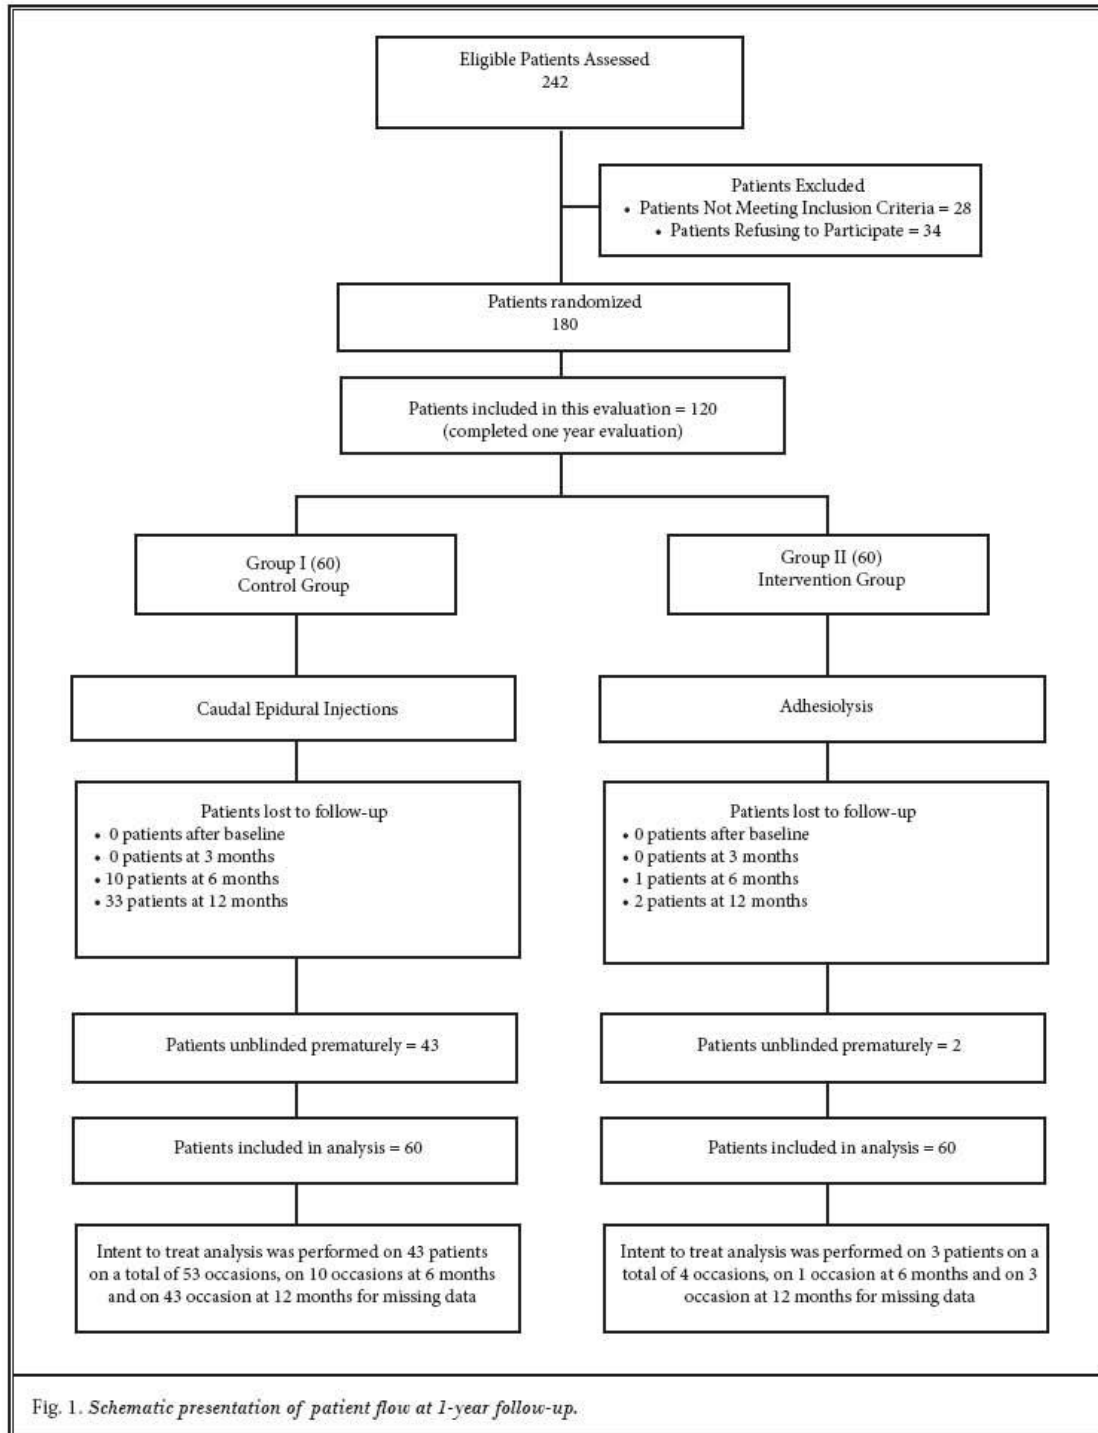 Eligible Patients Assessed
242
Patients Excluded
• Patients Not Meeting Inclusion Criteria = 28
• Patients Refusing to Participate = 34
Patients randomized
180
Patients included in this evaluation = 120
(completed one year evaluation)
Group I (60)
Control Group
Group II (60)
Intervention Group
Caudal Epidural Injections
Adhesiolysis
Patients lost to follow-up
• 0 patients after baseline
• 0 patients at 3 months
• 10 patients at 6 months
• 33 patients at 12 months
Patients lost to follow-up
• 0 patients after baseline
• 0 patients at 3 months
• 1 patients at 6 months
• 2 patients at 12 months
Patients unblinded prematurely = 43
Patients unblinded prematurely = 2
Patients included in analysis = 60
Patients included in analysis = 60
Intent to treat analysis was performed on 43 patients
on a total of 53 occasions, on 10 occasions at 6 months
and on 43 occasion at 12 months for missing data
Intent to treat analysis was performed on 3 patients on a
total of 4 occasions, on 1 occasion at 6 months and on 3
occasion at 12 months for missing data
Fig. 1. Schematic presentation of patient flow at 1-year follow-up.